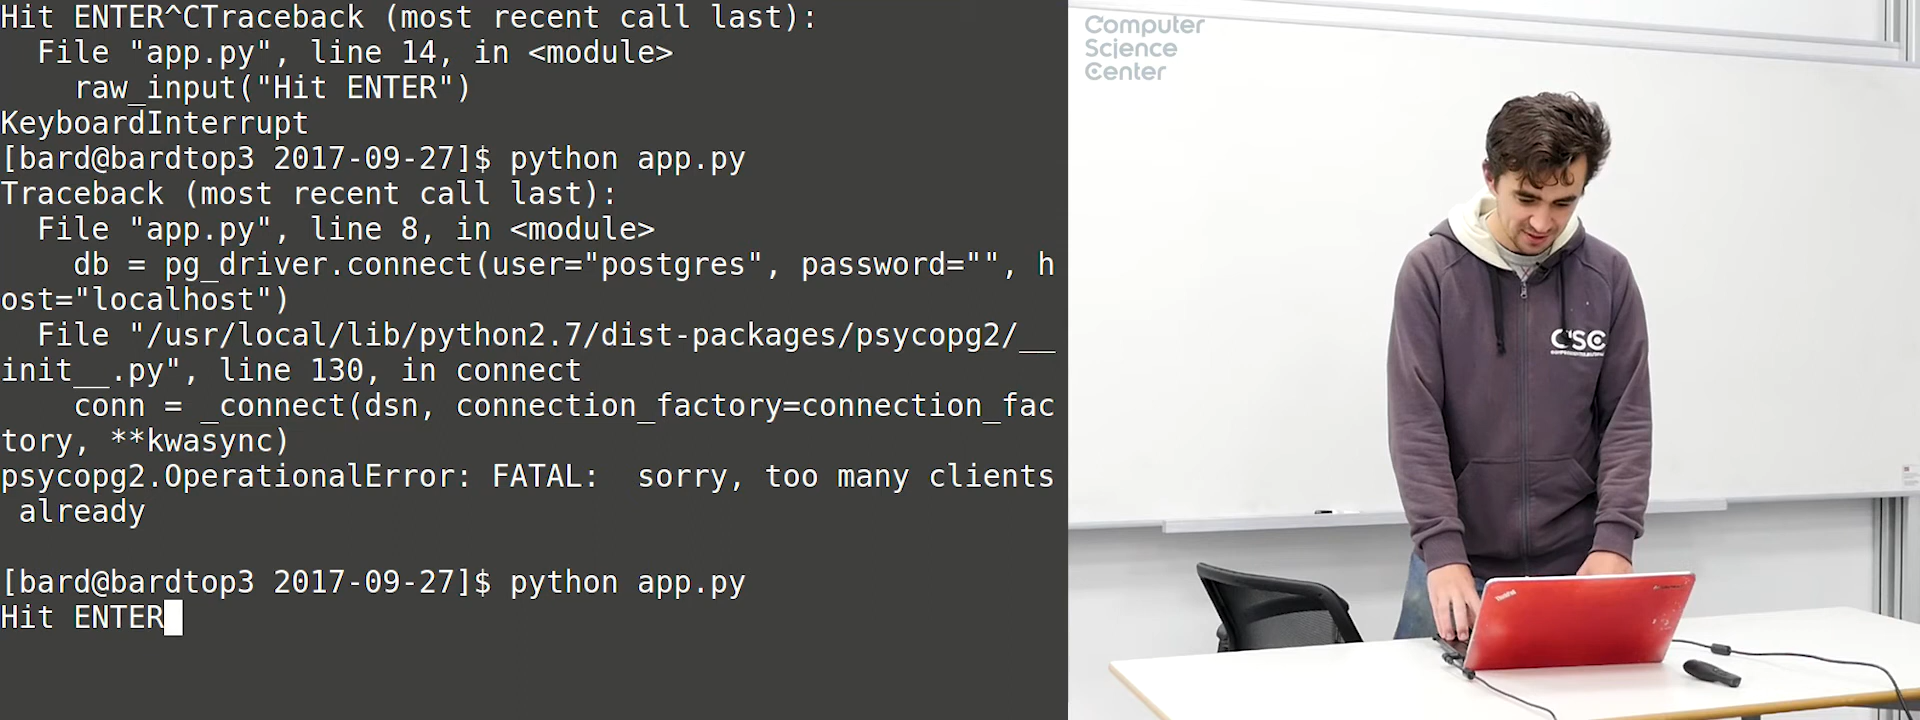 Hit ENTER^CTraceback (most recent call last):
  File "app.py", line 14, in <module>
    raw_input("Hit ENTER")
KeyboardInterrupt
[bard@bardtop3 2017-09-27]$ python app.py
Traceback (most recent call last):
  File "app.py", line 8, in <module>
    db = pg_driver.connect(user="postgres", password="", h
ost="localhost")
  File "/usr/local/lib/python2.7/dist-packages/psycopg2/__
init__.py", line 130, in connect
    conn = _connect(dsn, connection_factory=connection_fac
tory, **kwasync)
psycopg2.OperationalError: FATAL:  sorry, too many clients
 already
[bard@bardtop3 2017-09-27]$ python app.py
Hit ENTER
Computer
Science
Center
CSC
ThinkPad